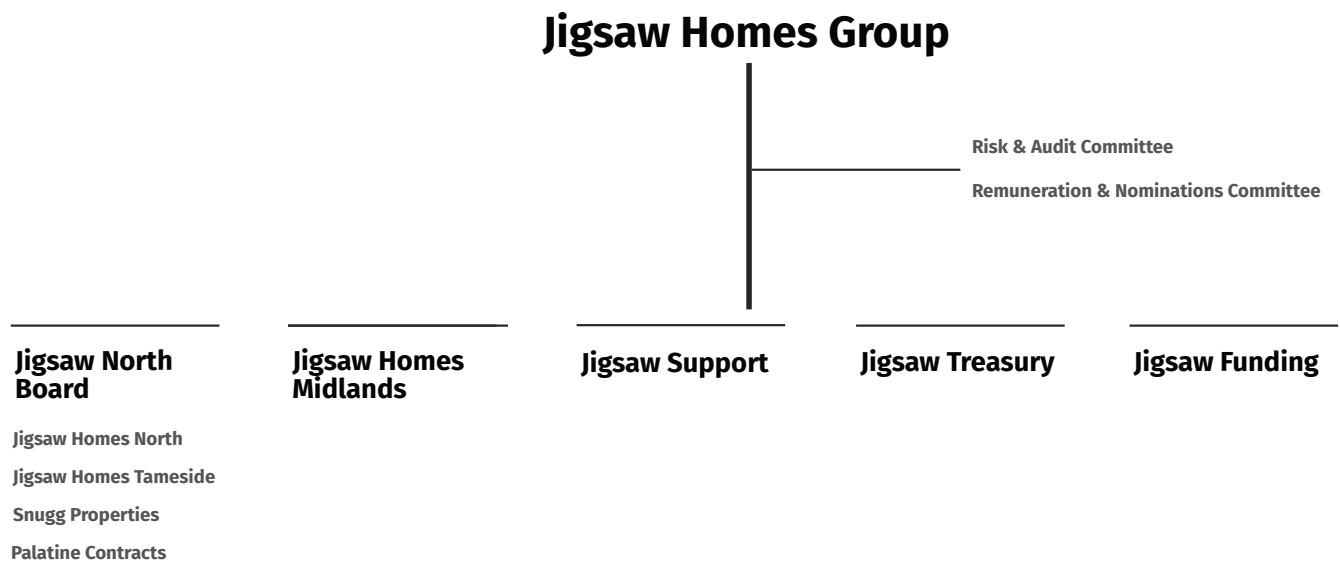 Jigsaw Homes Group
Risk & Audit Committee
Remuneration & Nominations Committee
Jigsaw North
Board
Jigsaw Homes North
Jigsaw Homes Tameside
Snugg Properties
Palatine Contracts
Jigsaw Homes
Midlands
Jigsaw Support
Jigsaw Treasury
Jigsaw Funding